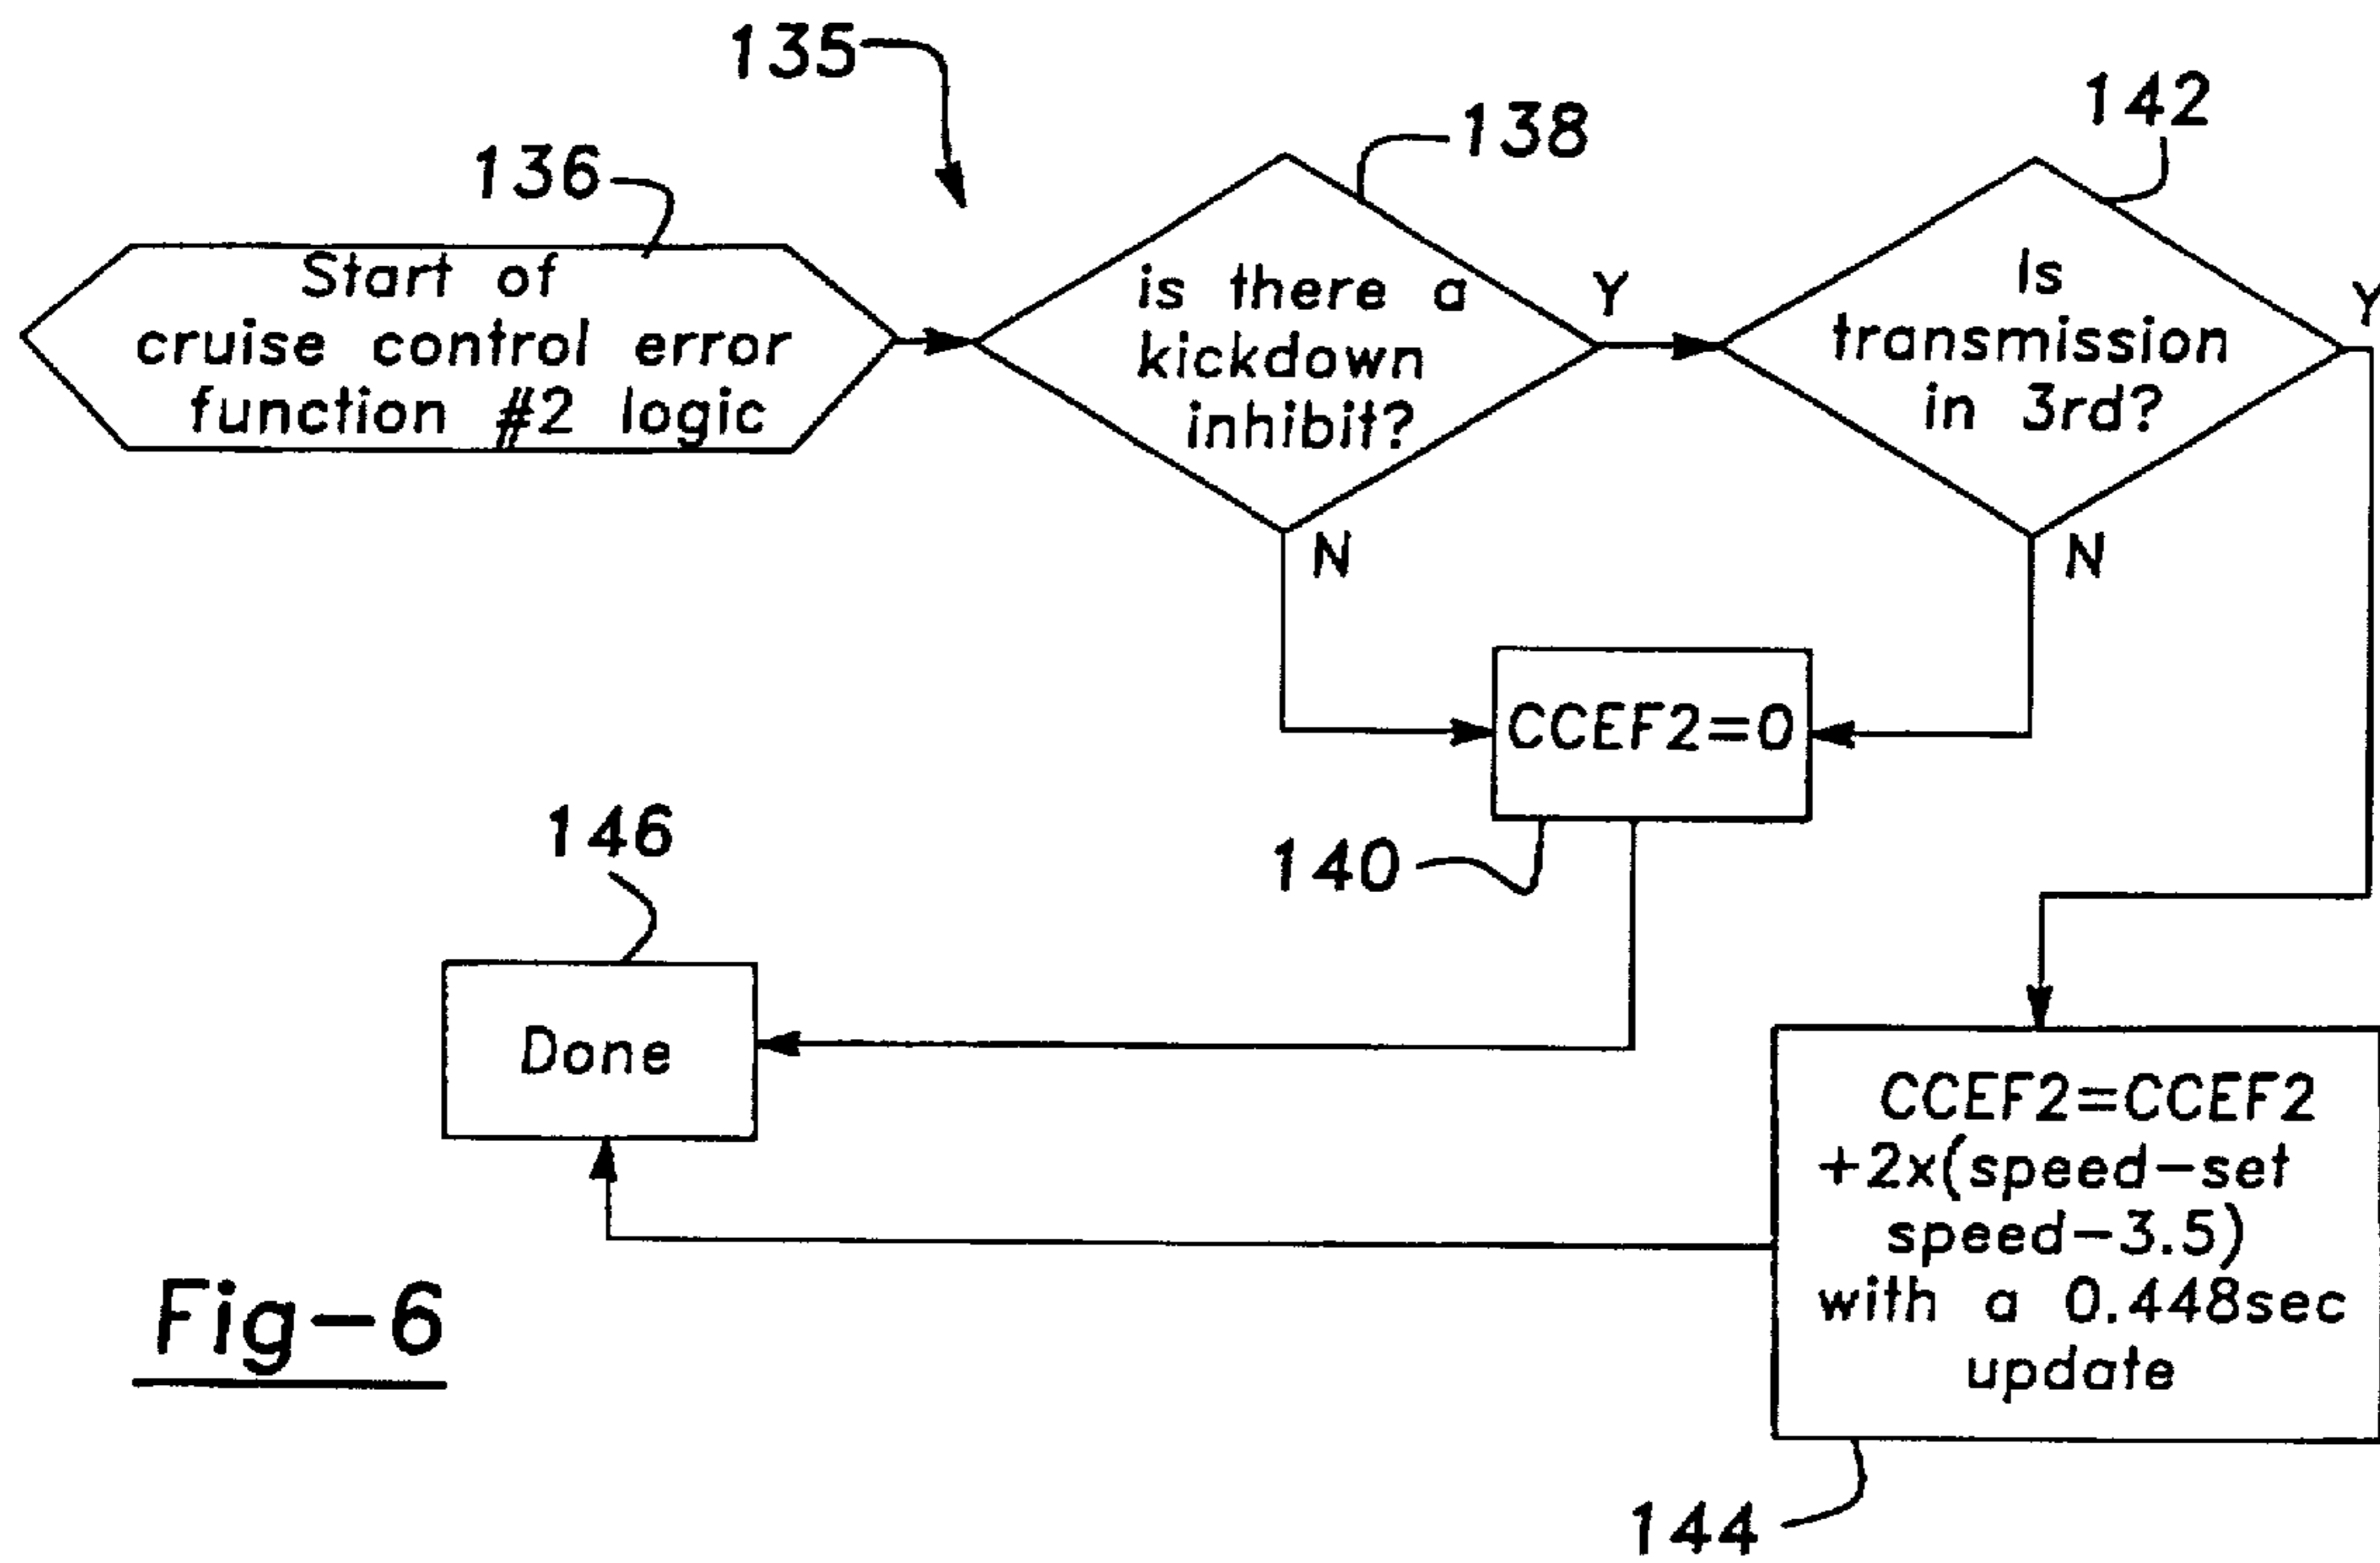 135
136
138
142
Start of
cruise control error
function #2 logic
is there a
kickdown
inhibit?
Y
Is
transmission
in 3rd?
Y
N
N
CCEF2=0
140
146
Done
CCEF2=CCEF2
+2x(speed-set
speed-3.5)
with a 0.448sec
update
144
Fig-6